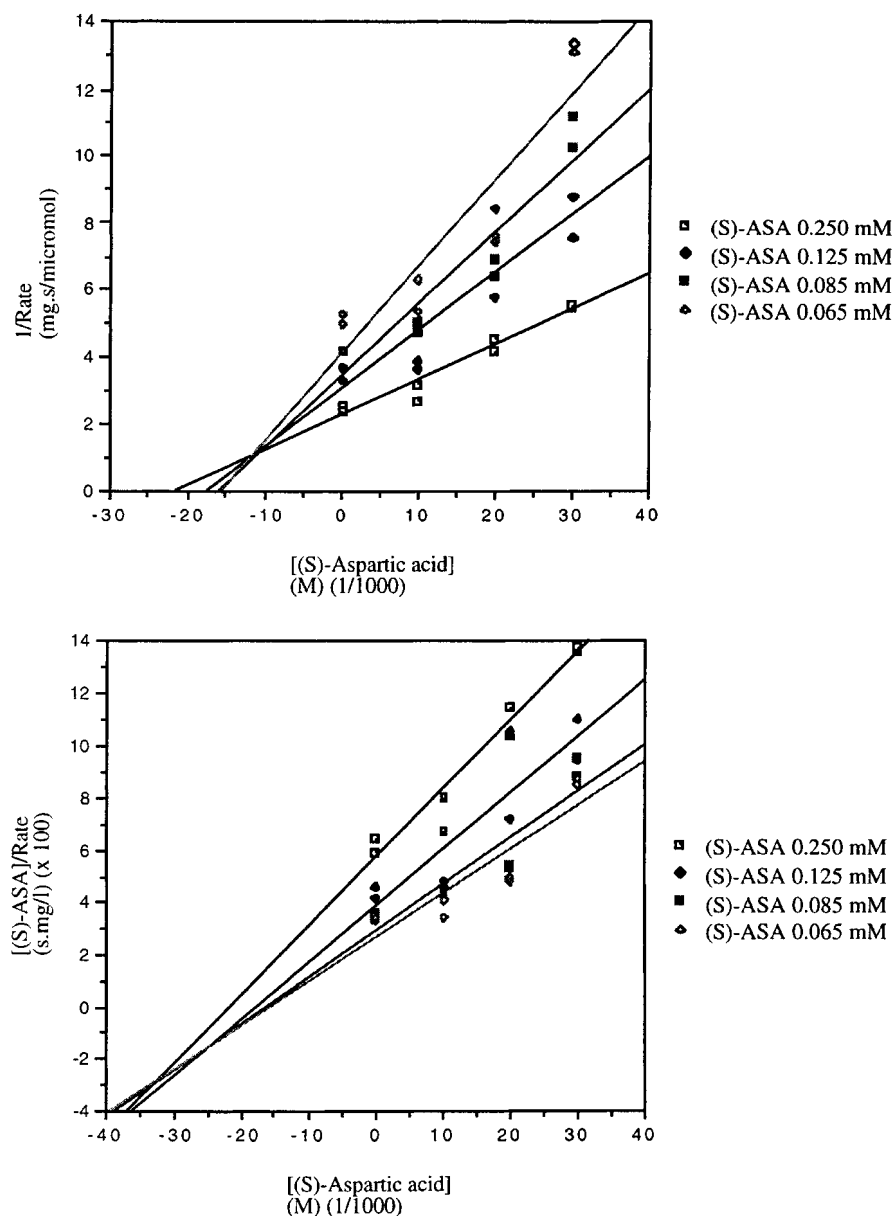 14
12
10
8
6
4
2
0
1/Rate
(mg.s/micromol)
-30 -20 -10 0 10 20 30 40
[(S)-Aspartic acid]
(M) (1/1000)
(S)-ASA 0.250 mM
(S)-ASA 0.125 mM
(S)-ASA 0.085 mM
(S)-ASA 0.065 mM
14
12
10
8
6
4
2
0
-2
-4
[(S)-ASA]/Rate
(s.mg/l) (x 100)
-40 -30 -20 -10 0 10 20 30 40
[(S)-Aspartic acid]
(M) (1/1000)
(S)-ASA 0.250 mM
(S)-ASA 0.125 mM
(S)-ASA 0.085 mM
(S)-ASA 0.065 mM